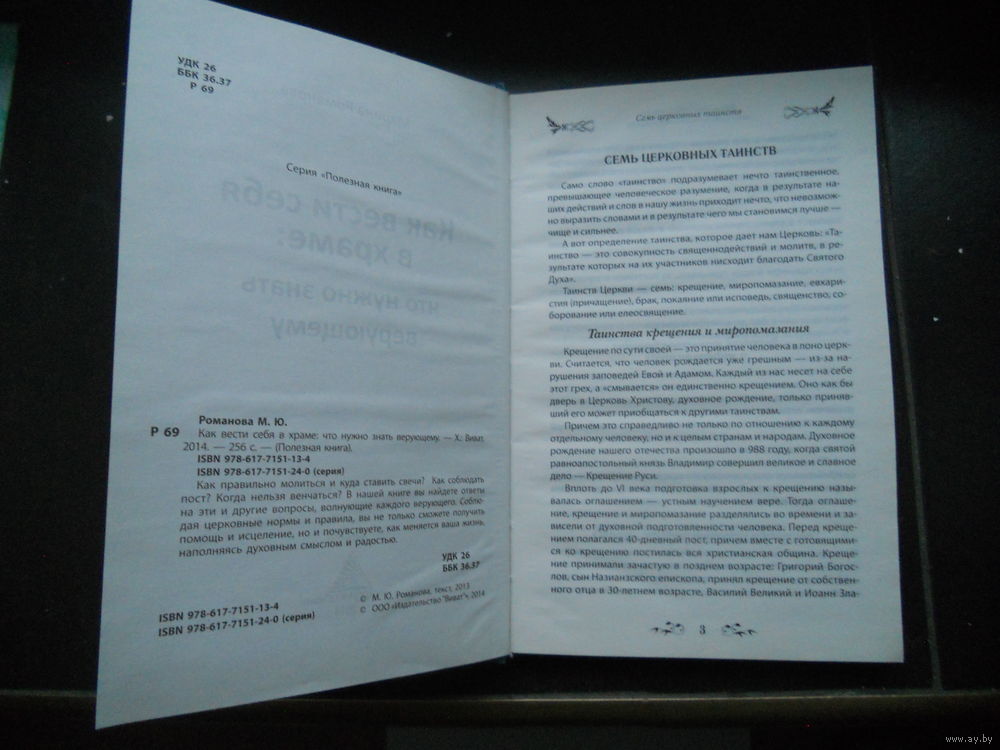 УДК 26
ББК 36.37
Р 69
Серия «Полезная книга»
Как вести себя
в храме:
что нужно знать
верующему
Романова М. Ю.
Р 69
Как вести себя в храме: что нужно знать верующему. — Х.: Виват,
2014. — 256 с. — (Полезная книга).
ISBN 978-617-7151-13-4
ISBN 978-617-7151-24-0 (серия)
Как правильно молиться и куда ставить свечи? Как соблюдать
пост? Когда нельзя венчаться? В нашей книге вы найдете ответы
на эти и другие вопросы, волнующие каждого верующего. Соблю-
дая церковные нормы и правила, вы не только сможете получить
помощь и исцеление, но и почувствуете, как меняется ваша жизнь,
наполняясь духовным смыслом и радостью.
УДК 26
ББК 36.37
© М. Ю. Романова, текст, 2013
© ООО «Издательство "Виват"», 2014
ISBN 978-617-7151-13-4
ISBN 978-617-7151-24-0 (серия)
Семь церковных таинств
СЕМЬ ЦЕРКОВНЫХ ТАИНСТВ
Само слово «таинство» подразумевает нечто таинственное,
превышающее человеческое разумение, когда в результате на-
ших действий и слов в нашу жизнь приходит нечто, что невозмож-
но выразить словами и в результате чего мы становимся лучше —
чище и сильнее.
А вот определение таинства, которое дает нам Церковь: «Та-
инство — это совокупность священнодействий и молитв, в ре-
зультате которых на их участников нисходит благодать Святого
Духа».
Таинств Церкви — семь: крещение, миропомазание, евхари-
стия (причащение), брак, покаяние или исповедь, священство, со-
борование или елеосвящение.
Таинства крещения и миропомазания
Крещение по сути своей — это принятие человека в лоно церк-
ви. Считается, что человек рождается уже грешным — из-за на-
рушения заповедей Евой и Адамом. Каждый из нас несет на себе
этот грех, а «смывается» он единственно крещением. Оно как бы
дверь в Церковь Христову, духовное рождение, только приняв-
ший его может приобщаться к другим таинствам.
Причем это справедливо не только по отношению к каждому
отдельному человеку, но и к целым странам и народам. Духовное
рождение нашего отечества произошло в 988 году, когда святой
равноапостольный князь Владимир совершил великое и славное
дело — Крещение Руси.
Вплоть до VI века подготовка взрослых к крещению назы-
валась оглашением — устным научением вере. Тогда оглаше-
ние, крещение и миропомазание разделялись во времени и за-
висели от духовной подготовленности человека. Перед креще-
нием полагался 40-дневный пост, причем вместе с готовящими-
ся ко крещению постилась вся христианская община. Креще-
ние принимали зачастую в позднем возрасте: Григорий Богос-
лов, сын Назианзского епископа, принял крещение от собствен-
ного отца в 30-летнем возрасте, Василий Великий и Иоанн Зла-
3
www.ay.by